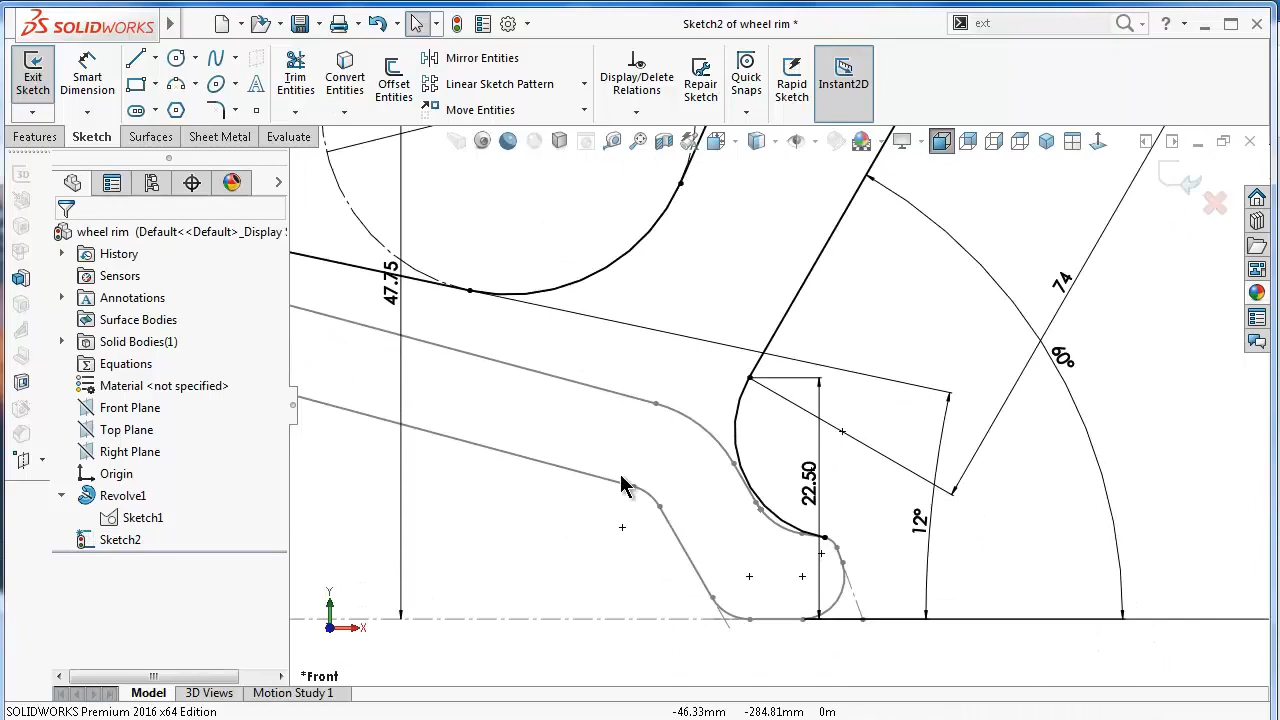 SOLIDWORKS
Sketch2 of wheel rim *
ext
Exit Sketch
Smart Dimension
Trim Entities
Convert Entities
Offset Entities
Mirror Entities
Linear Sketch Pattern
Move Entities
Display/Delete Relations
Repair Sketch
Quick Snaps
Rapid Sketch
Instant2D
Features
Sketch
Surfaces
Sheet Metal
Evaluate
wheel rim (Default<<Default>_Display
History
Sensors
Annotations
Surface Bodies
Solid Bodies(1)
Equations
Material <not specified>
Front Plane
Top Plane
Right Plane
Origin
Revolve1
Sketch1
Sketch2
47.75
74
60°
22.50
12°
Y
X
*Front
Model
3D Views
Motion Study 1
SOLIDWORKS Premium 2016 x64 Edition
-46.33mm
-284.81mm
0m